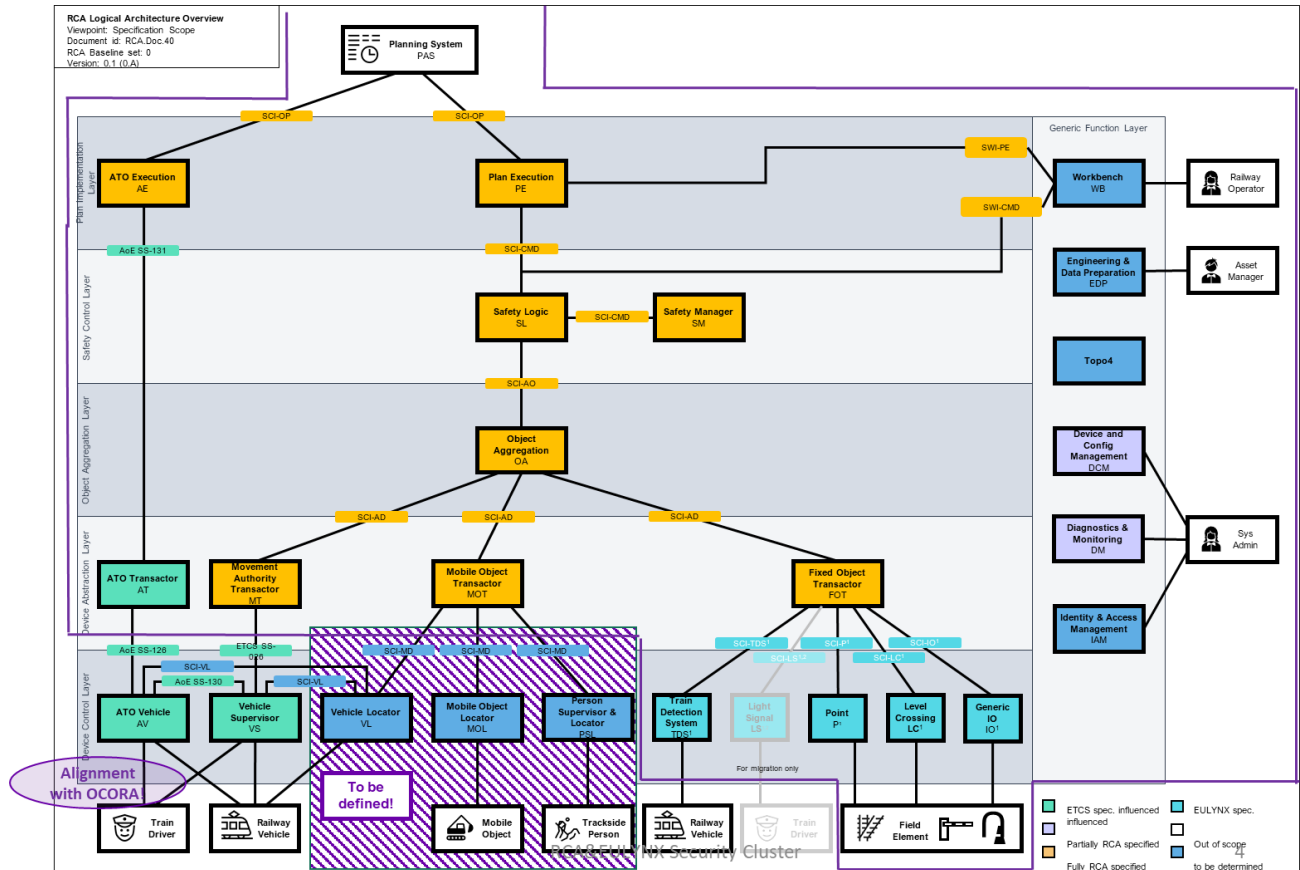 RCA Logical Architecture Overview
Viewpoint: Specification Scope
Document id: RCA.Doc.40
RCA Baseline set: 0
Version: 0.1 (0.A)
Planning System
PAS
SCI-OP
SCI-OP
Generic Function Layer
Plan Implementation
Layer
ATO Execution
AE
Plan Execution
PE
SWI-PE
SWI-CMD
Workbench
WB
Railway
Operator
AoE SS-131
SCI-CMD
Safety Control Layer
Engineering &
Data Preparation
EDP
Asset
Manager
Safety Logic
SL
SCI-CMD
Safety Manager
SM
Topo4
SCI-AO
Object Aggregation Layer
Object
Aggregation
OA
Device and
Config
Management
DCM
SCI-AD
SCI-AD
SCI-AD
Diagnostics &
Monitoring
DM
Sys
Admin
Device Abstraction Layer
ATO Transactor
AT
Movement
Authority
Transactor
MT
Mobile Object
Transactor
MOT
Fixed Object
Transactor
FOT
Identity & Access
Management
IAM
AoE SS-126
ETCS SS-
026
SCI-MD
SCI-MD
SCI-MD
SCI-TDS¹
SCI-P¹
SCI-IO¹
SCI-LS¹·²
SCI-LC¹
SCI-VL
AoE SS-130
SCI-VL
Device Control Layer
ATO Vehicle
AV
Vehicle
Supervisor
VS
Vehicle Locator
VL
Mobile Object
Locator
MOL
Person
Supervisor &
Locator
PSL
Train
Detection
System
TDS¹
Light
Signal
LS
Point
P¹
Level
Crossing
LC¹
Generic
IO
IO¹
For migration only
Alignment
with OCORA!
To be
defined!
Train
Driver
Railway
Vehicle
Mobile
Object
Trackside
Person
Railway
Vehicle
Train
Driver
Field
Element
ETCS spec. influenced
influenced
EULYNX spec.
Partially RCA specified
Out of scope
Fully RCA specified
to be determined
RCA&EULYNX Security Cluster
4